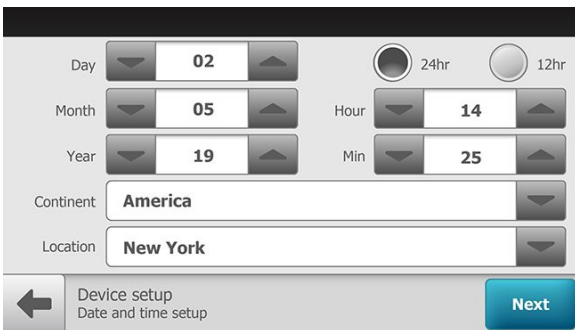 Day 02 24hr 12hr
Month 05 Hour 14
Year 19 Min 25
Continent America
Location New York
Device setup
Date and time setup
Next